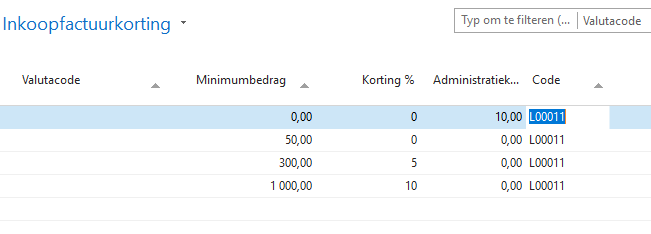 Inkoopfactuurkorting
Typ om te filteren (... Valutacode
Valutacode Minimumbedrag Korting % Administratiek... Code
0,00 0 10,00 L00011
50,00 0 0,00 L00011
300,00 5 0,00 L00011
1 000,00 10 0,00 L00011